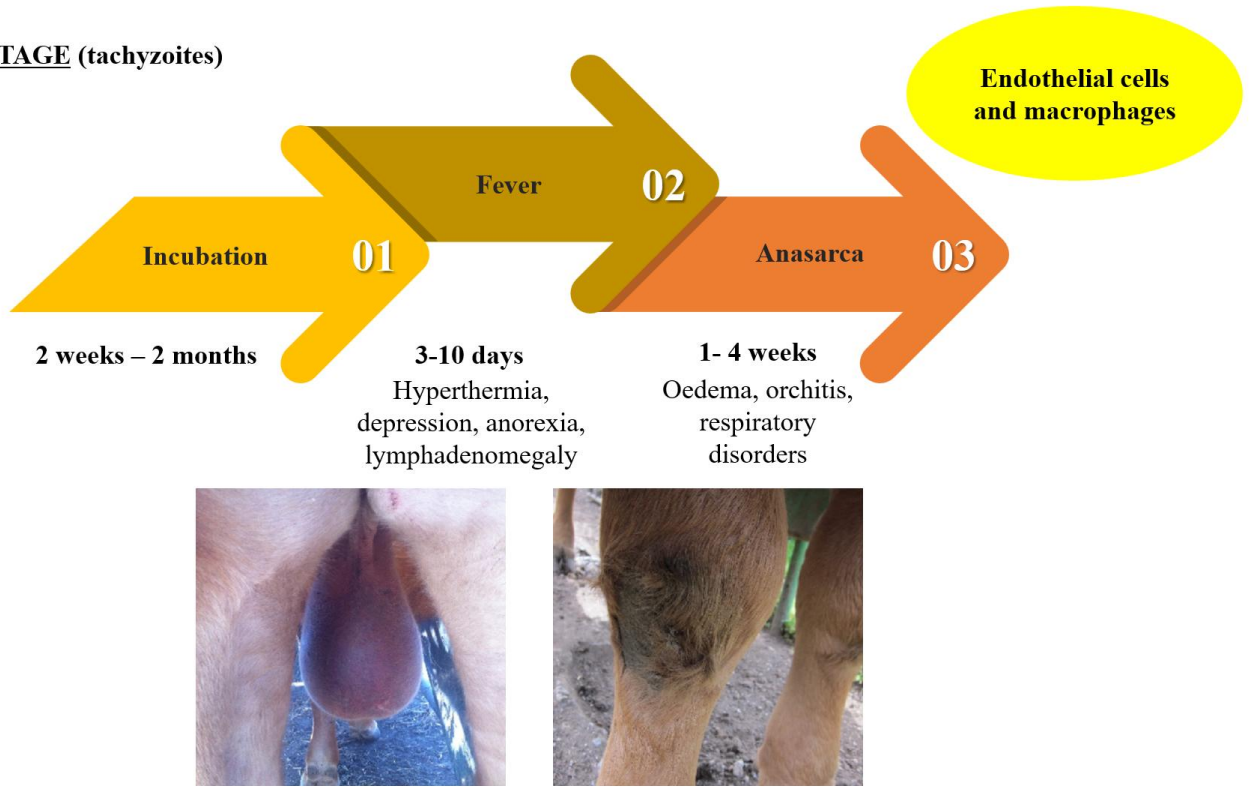 TAGE (tachyzoites)
Endothelial cells
and macrophages
Fever
02
Incubation
01
Anasarca
03
2 weeks – 2 months
3-10 days
Hyperthermia,
depression, anorexia,
lymphadenomegaly
1- 4 weeks
Oedema, orchitis,
respiratory
disorders